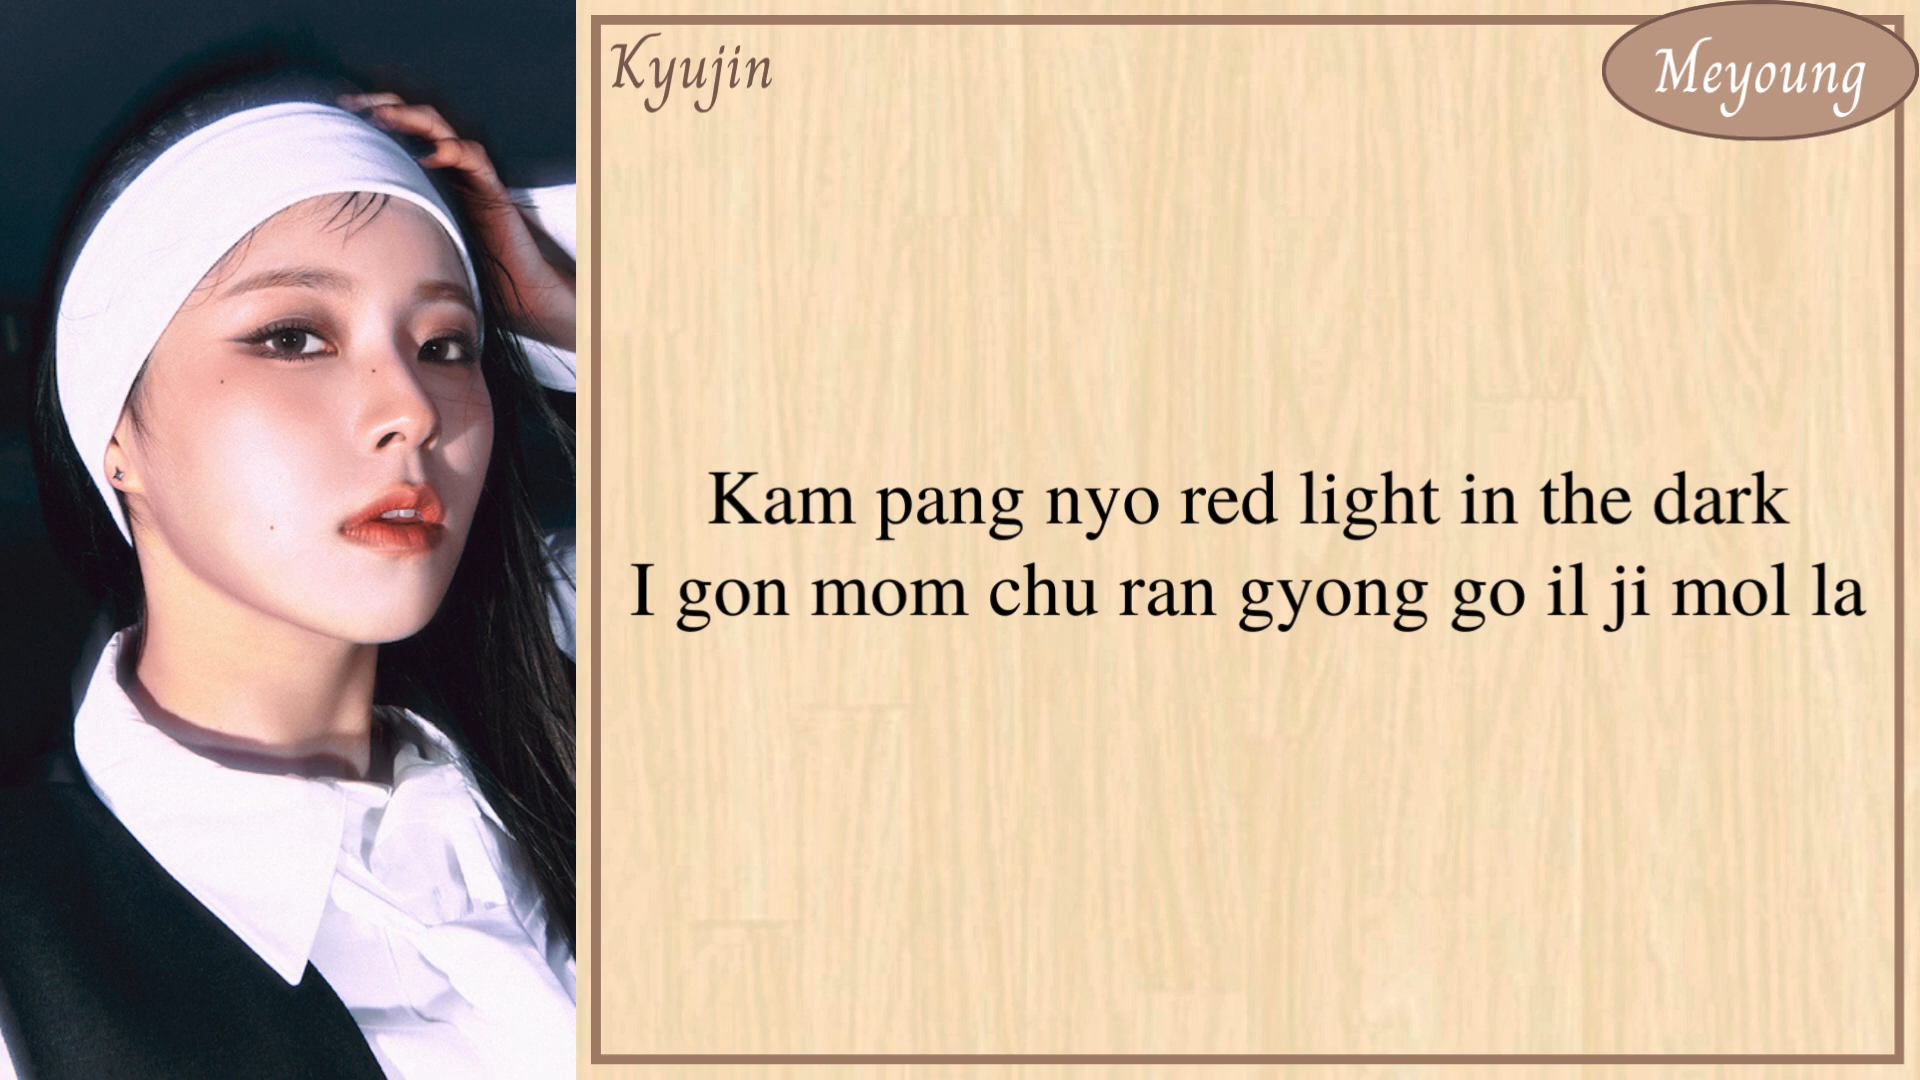 Kyujin
Meyoung
Kam pang nyo red light in the dark
I gon mom chu ran gyong go il ji mol la